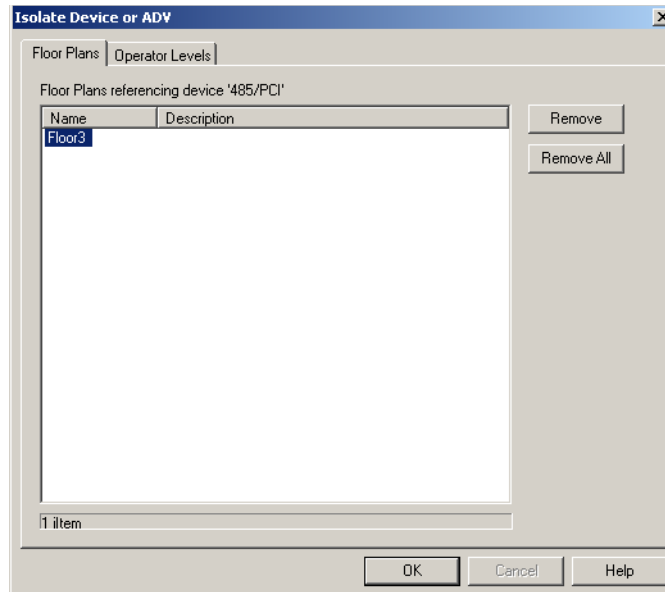 Isolate Device or ADV
Floor Plans
Operator Levels
Floor Plans referencing device '485/PCI'
Name Description
Floor3
Remove
Remove All
1 iItem
OK Cancel Help